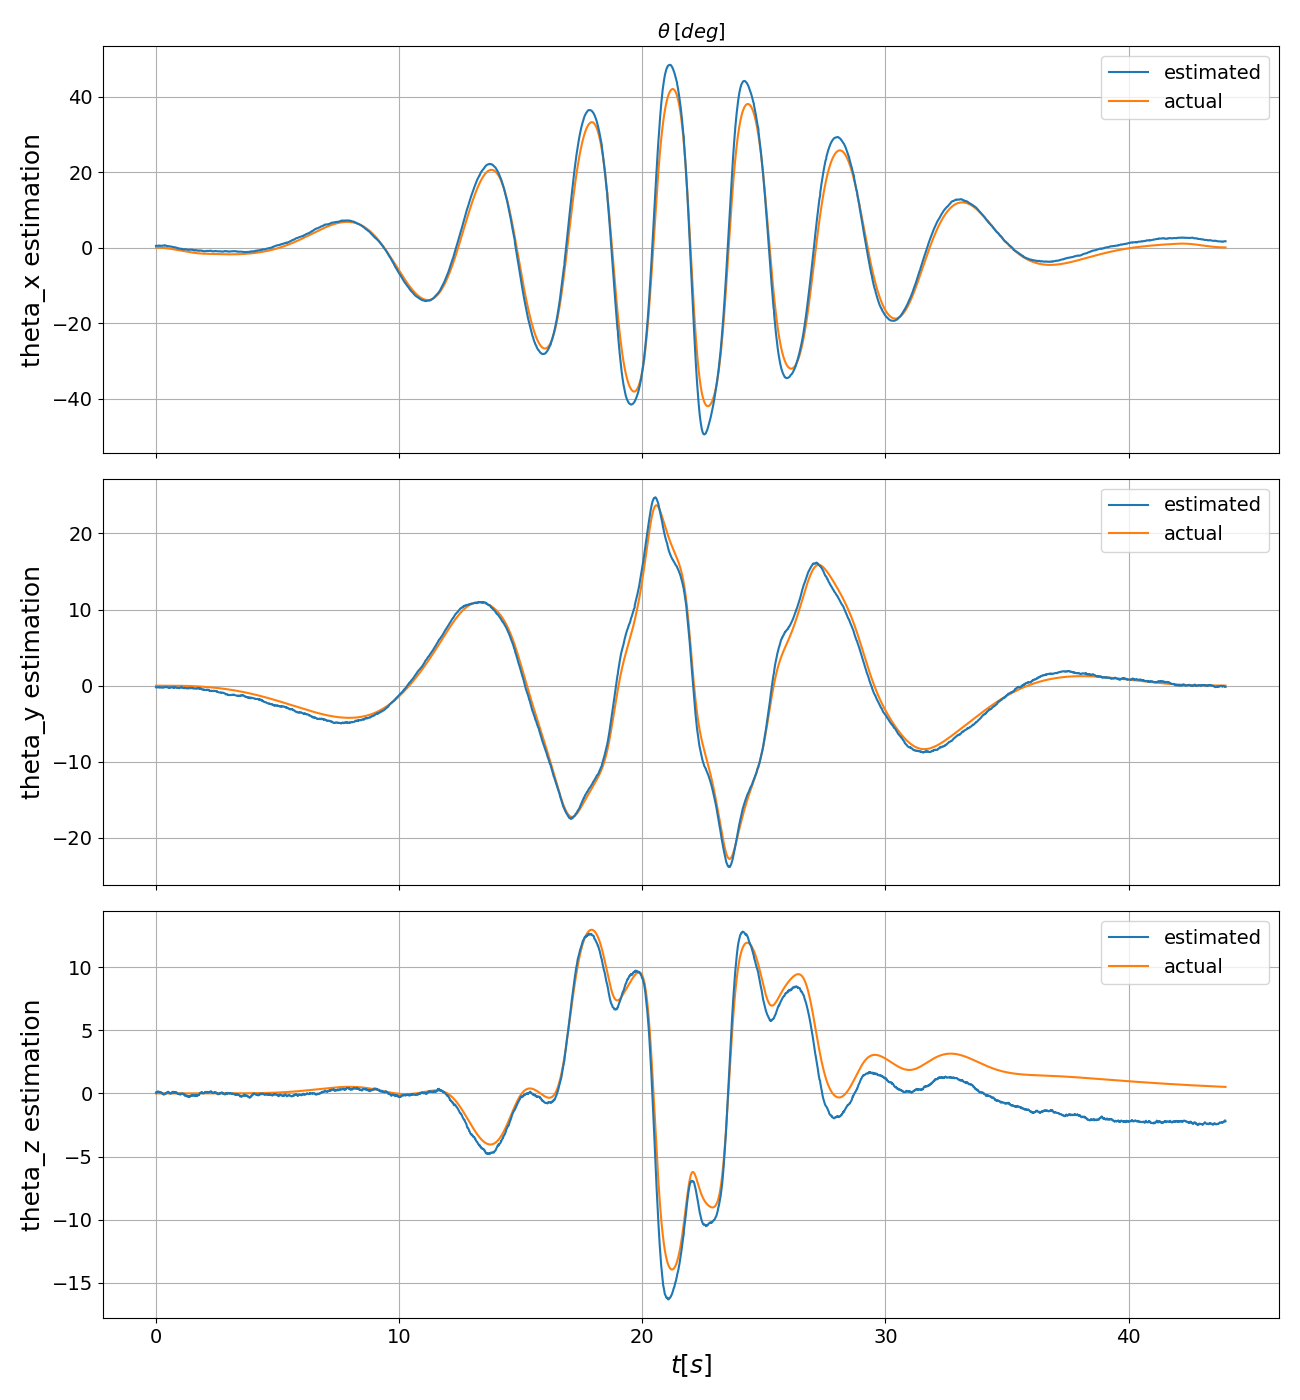 θ [deg]
theta_x estimation
40
20
0
−20
−40
estimated
actual
theta_y estimation
20
10
0
−10
−20
estimated
actual
theta_z estimation
10
5
0
−5
−10
−15
estimated
actual
0 10 20 30 40
t[s]